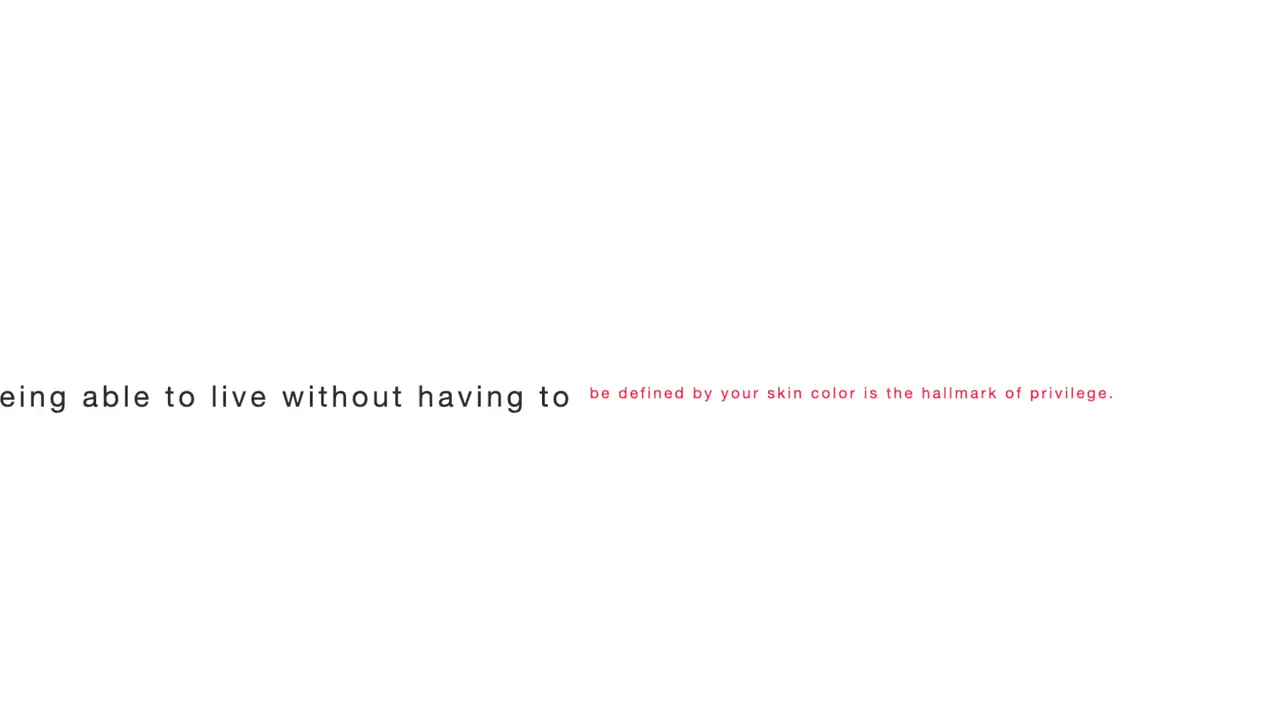 eing able to live without having to be defined by your skin color is the hallmark of privilege.